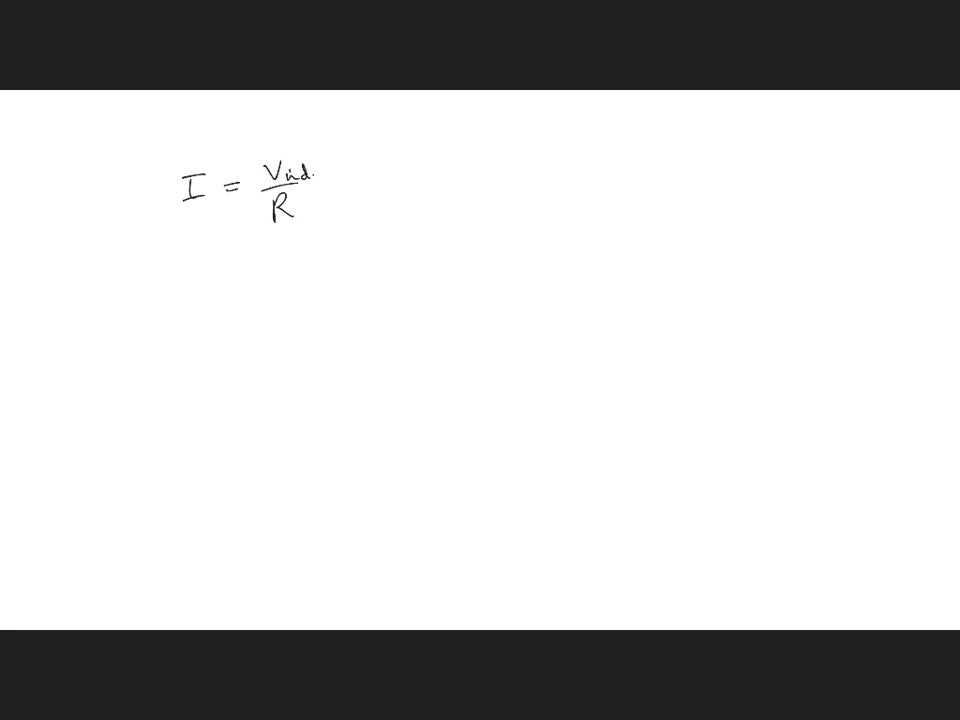 I = Vind. / R